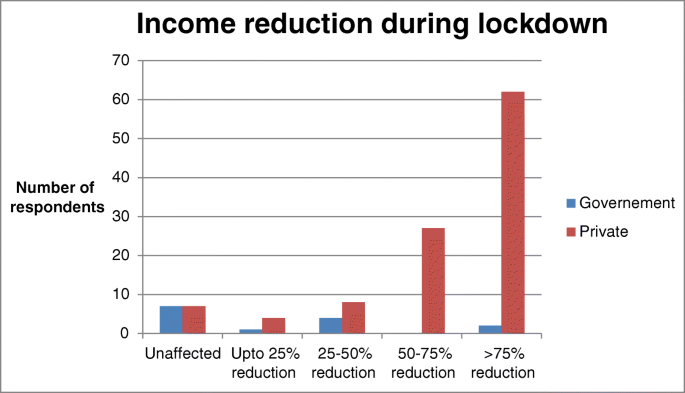 Income reduction during lockdown
70
60
50
40
30
20
10
0
Number of
respondents
Unaffected
Upto 25%
reduction
25-50%
reduction
50-75%
reduction
>75%
reduction
Governement
Private